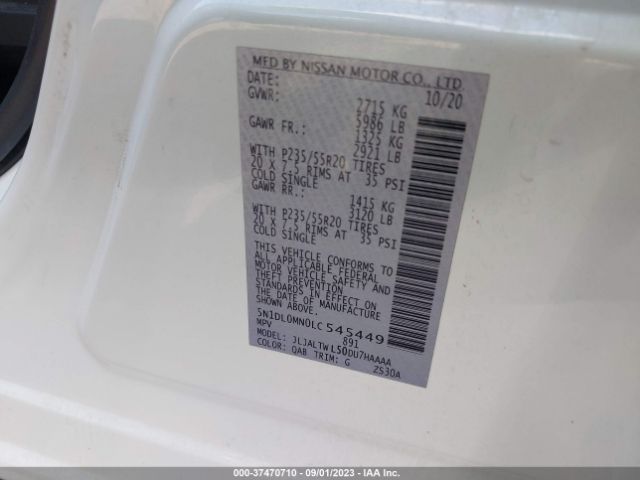 MFD BY NISSAN MOTOR CO., LTD
DATE: 10/20
GVWR: 2715 KG
5986 LB
GAWR FR.: 1325 KG
2921 LB
WITH P235/55R20 TIRES
20 X 7.5 RIMS AT 35 PSI
COLD SINGLE
GAWR RR.: 1415 KG
3120 LB
WITH P235/55R20 TIRES
20 X 7.5 RIMS AT 35 PSI
COLD SINGLE
THIS VEHICLE CONFORMS TO
ALL APPLICABLE FEDERAL
MOTOR VEHICLE SAFETY AND
THEFT PREVENTION
STANDARDS IN EFFECT ON
THE DATE OF MANUFACTURE
SHOWN ABOVE.
5N1DL0MN0LC 545449
MPV 891
MODEL: JLJALTWL50DU7HAAAA
COLOR: QAB TRIM: G ZS30A
000-37470710 - 09/01/2023 - IAA Inc.